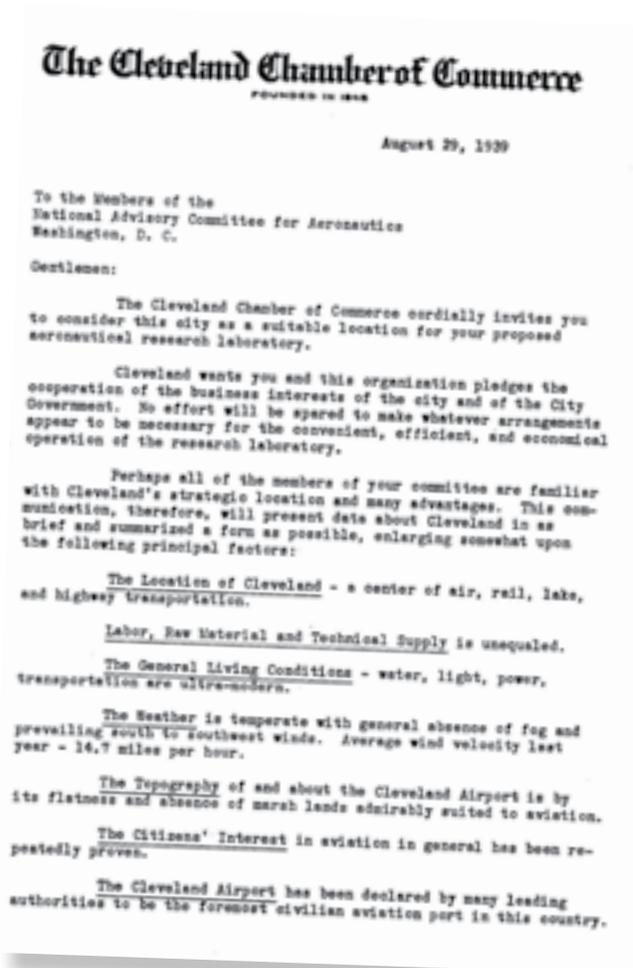 The Cleveland Chamber of Commerce
FOUNDED IN 1848
August 29, 1939
To the Members of the
National Advisory Committee for Aeronautics
Washington, D. C.
Gentlemen:
The Cleveland Chamber of Commerce cordially invites you
to consider this city as a suitable location for your proposed
aeronautical research laboratory.
Cleveland wants you and this organization pledges the
cooperation of the business interests of the city and of the City
Government. No effort will be spared to make whatever arrangements
appear to be necessary for the convenient, efficient, and economical
operation of the research laboratory.
Perhaps all of the members of your committee are familiar
with Cleveland's strategic location and many advantages. This com-
munication, therefore, will present data about Cleveland in as
brief and summarized a form as possible, enlarging somewhat upon
the following principal factors:
The Location of Cleveland - a center of air, rail, lake,
and highway transportation.
Labor, Raw Material and Technical Supply is unequaled.
The General Living Conditions - water, light, power,
transportation are ultra-modern.
The Weather is temperate with general absence of fog and
prevailing south to southwest winds. Average wind velocity last
year - 14.7 miles per hour.
The Topography of and about the Cleveland Airport is by
its flatness and absence of marsh lands admirably suited to aviation.
The Citizens' Interest in aviation in general has been re-
peatedly proven.
The Cleveland Airport has been declared by many leading
authorities to be the foremost civilian aviation port in this country.